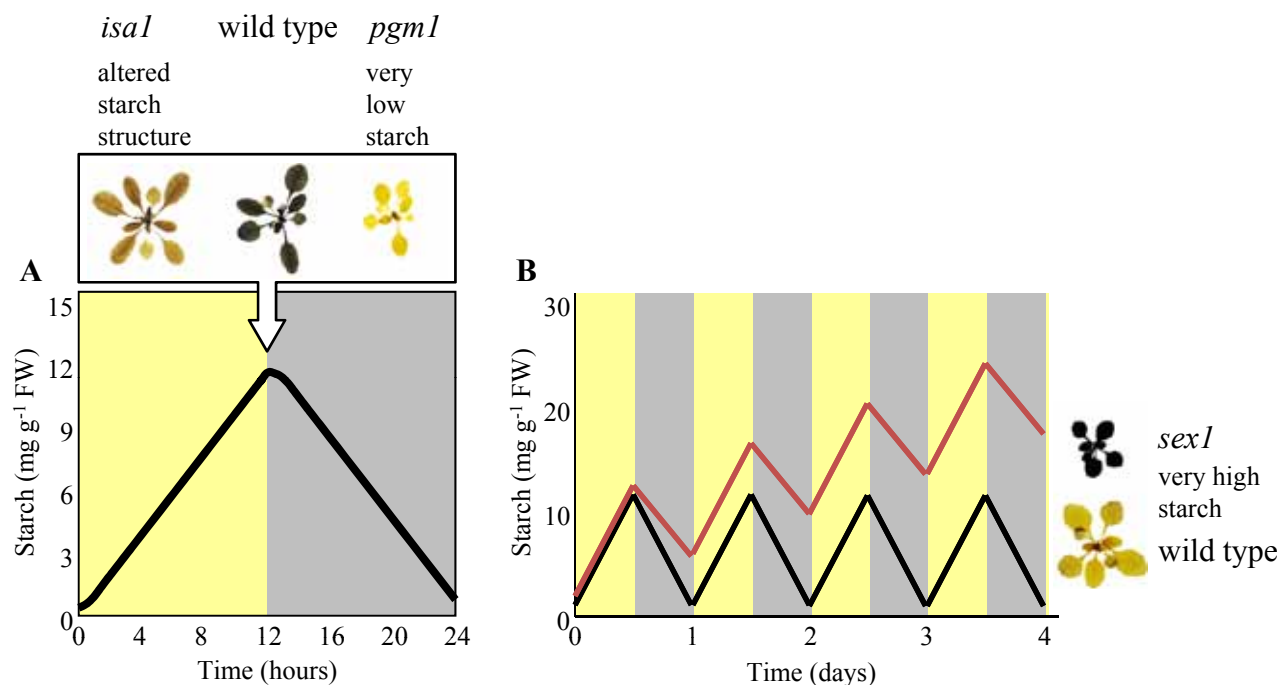 isa1 wild type pgm1
altered very
starch low
structure starch
A
15
12
9
6
3
0
Starch (mg g⁻¹ FW)
0 4 8 12 16 20 24
Time (hours)
B
30
20
10
0
Starch (mg g⁻¹ FW)
0 1 2 3 4
Time (days)
sex1
very high
starch
wild type